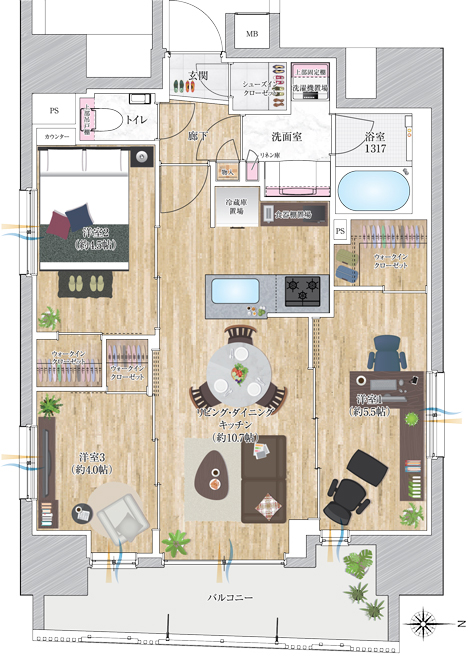 MB
玄関
シューズイン
クローゼット
上部固定棚
洗濯機置場
PS
カウンター
上部吊戸棚
トイレ
廊下
洗面室
浴室
1317
リネン庫
物入
冷蔵庫
置場
食器棚置場
PS
洋室2
(約4.5帖)
ウォークイン
クローゼット
ウォークイン
クローゼット
ウォークイン
クローゼット
リビング・ダイニング
キッチン
(約10.7帖)
洋室1
(約5.5帖)
洋室3
(約4.0帖)
バルコニー
N